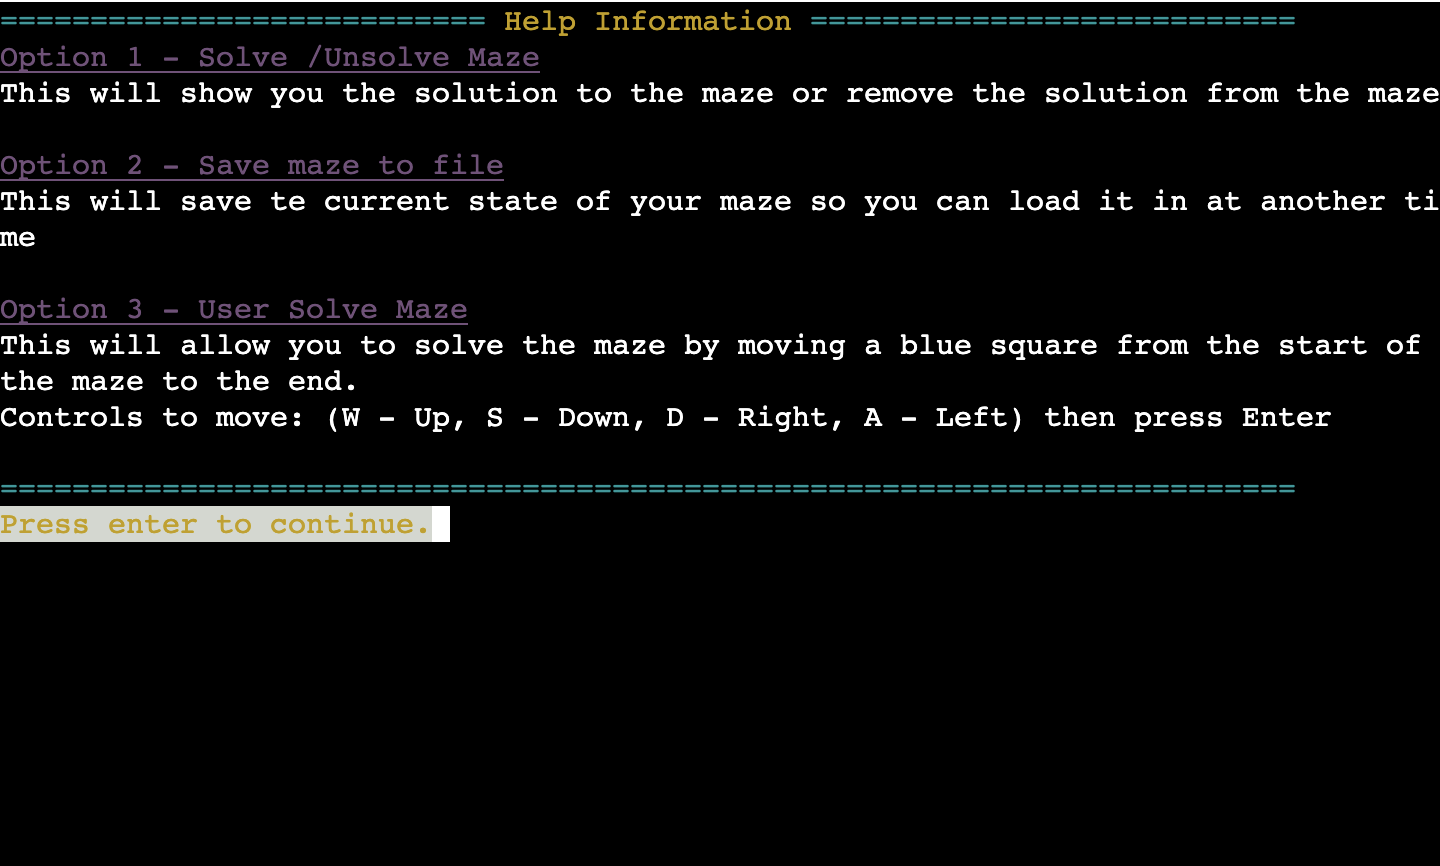 =========================== Help Information ===========================
Option 1 - Solve /Unsolve Maze
This will show you the solution to the maze or remove the solution from the maze
Option 2 - Save maze to file
This will save te current state of your maze so you can load it in at another ti
me
Option 3 - User Solve Maze
This will allow you to solve the maze by moving a blue square from the start of
the maze to the end.
Controls to move: (W - Up, S - Down, D - Right, A - Left) then press Enter
========================================================================
Press enter to continue.